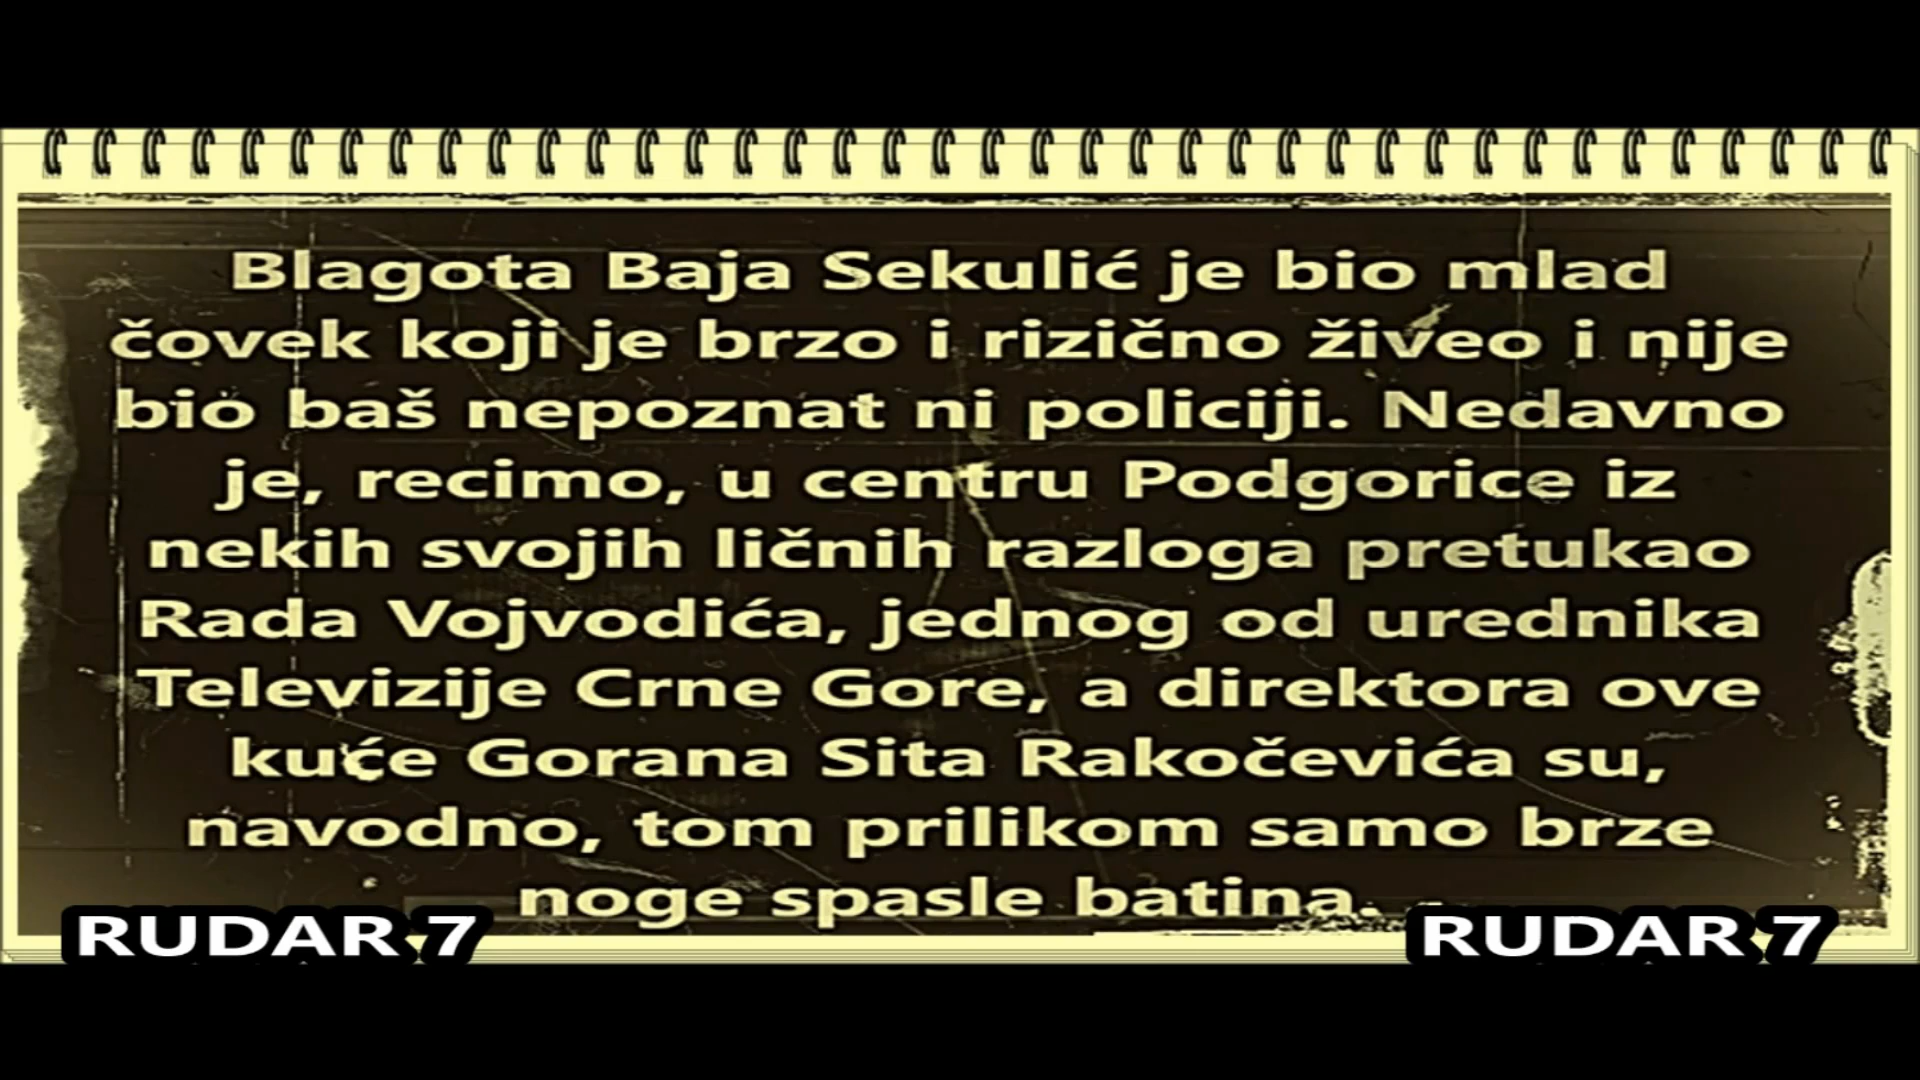 Blagota Baja Sekulić je bio mlad
čovek koji je brzo i rizično živeo i nije
bio baš nepoznat ni policiji. Nedavno
je, recimo, u centru Podgorice iz
nekih svojih ličnih razloga pretukao
Rada Vojvodića, jednog od urednika
Televizije Crne Gore, a direktora ove
kuće Gorana Sita Rakočevića su,
navodno, tom prilikom samo brze
noge spasle batina.
RUDAR 7
RUDAR 7